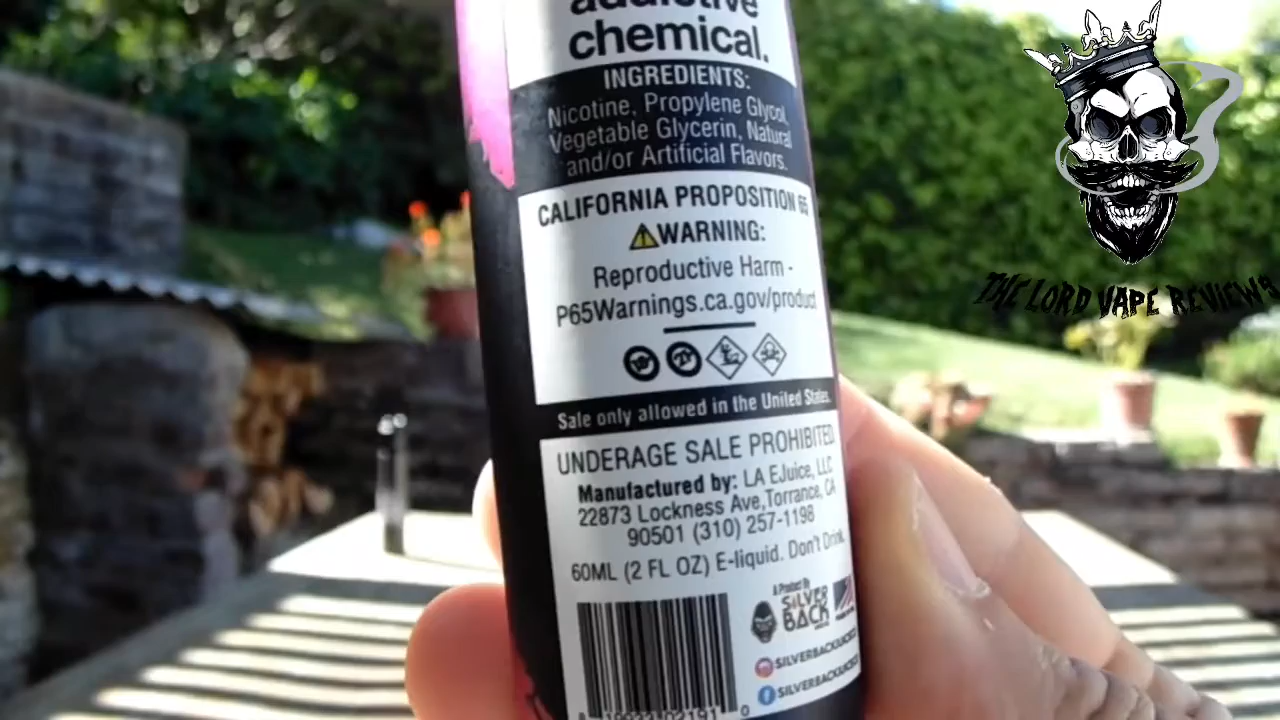 addictive
chemical.
INGREDIENTS:
Nicotine, Propylene Glycol,
Vegetable Glycerin, Natural
and/or Artificial Flavors.
CALIFORNIA PROPOSITION 65
WARNING:
Reproductive Harm -
P65Warnings.ca.gov/product
Sale only allowed in the United States.
UNDERAGE SALE PROHIBITED
Manufactured by: LA EJuice, LLC
22873 Lockness Ave,Torrance, CA
90501 (310) 257-1198
60ML (2 FL OZ) E-liquid. Don't Drink.
A Product By
SILVER
BACK
SILVERBACKJUICECO
SILVERBACKJUICECO
THE LORD VAPE REVIEWS